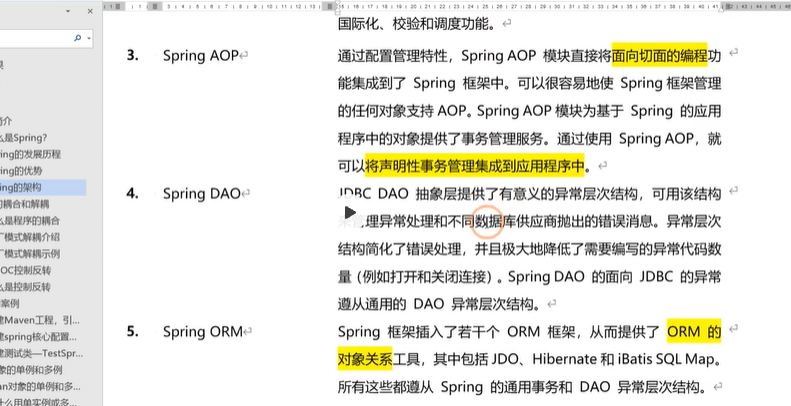 国际化、校验和调度功能。
3. Spring AOP
通过配置管理特性，Spring AOP 模块直接将面向切面的编程功
能集成到了 Spring 框架中。可以很容易地使 Spring框架管理
的任何对象支持 AOP。Spring AOP 模块为基于 Spring 的应用
程序中的对象提供了事务管理服务。通过使用 Spring AOP，就
可以将声明性事务管理集成到应用程序中。
4. Spring DAO
JDBC DAO 抽象层提供了有意义的异常层次结构，可用该结构
理异常处理和不同数据库供应商抛出的错误消息。异常层次
结构简化了错误处理，并且极大地降低了需要编写的异常代码数
量（例如打开和关闭连接）。Spring DAO 的面向 JDBC 的异常
遵从通用的 DAO 异常层次结构。
5. Spring ORM
Spring 框架插入了若干个 ORM 框架，从而提供了 ORM 的
对象关系工具，其中包括 JDO、Hibernate 和 iBatis SQL Map。
所有这些都遵从 Spring 的通用事务和 DAO 异常层次结构。
果
简介
么是Spring?
ring的发展历程
ring的优势
ing的架构
的耦合和解耦
么是程序的耦合
厂模式解耦介绍
厂模式解耦示例
OC控制反转
么是控制反转
案例
建Maven工程，引...
建spring核心配置...
建测试类—TestSpr...
象的单例和多例
an对象的单例和多...
什么用单实例或多...